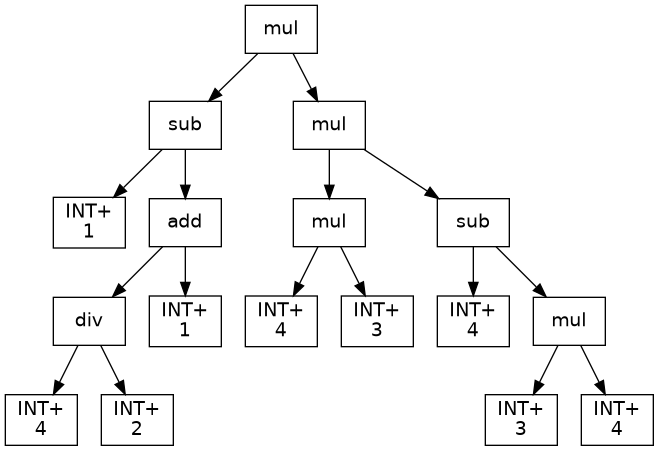 mul
sub
mul
INT+
1
add
mul
sub
div
INT+
1
INT+
4
INT+
3
INT+
4
mul
INT+
4
INT+
2
INT+
3
INT+
4